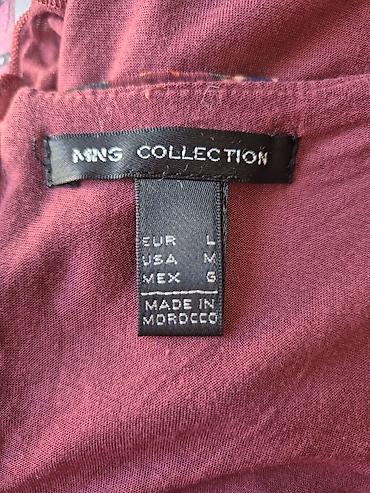 MNG COLLECTION
EUR L
USA M
MEX G
MADE IN
MOROCCO